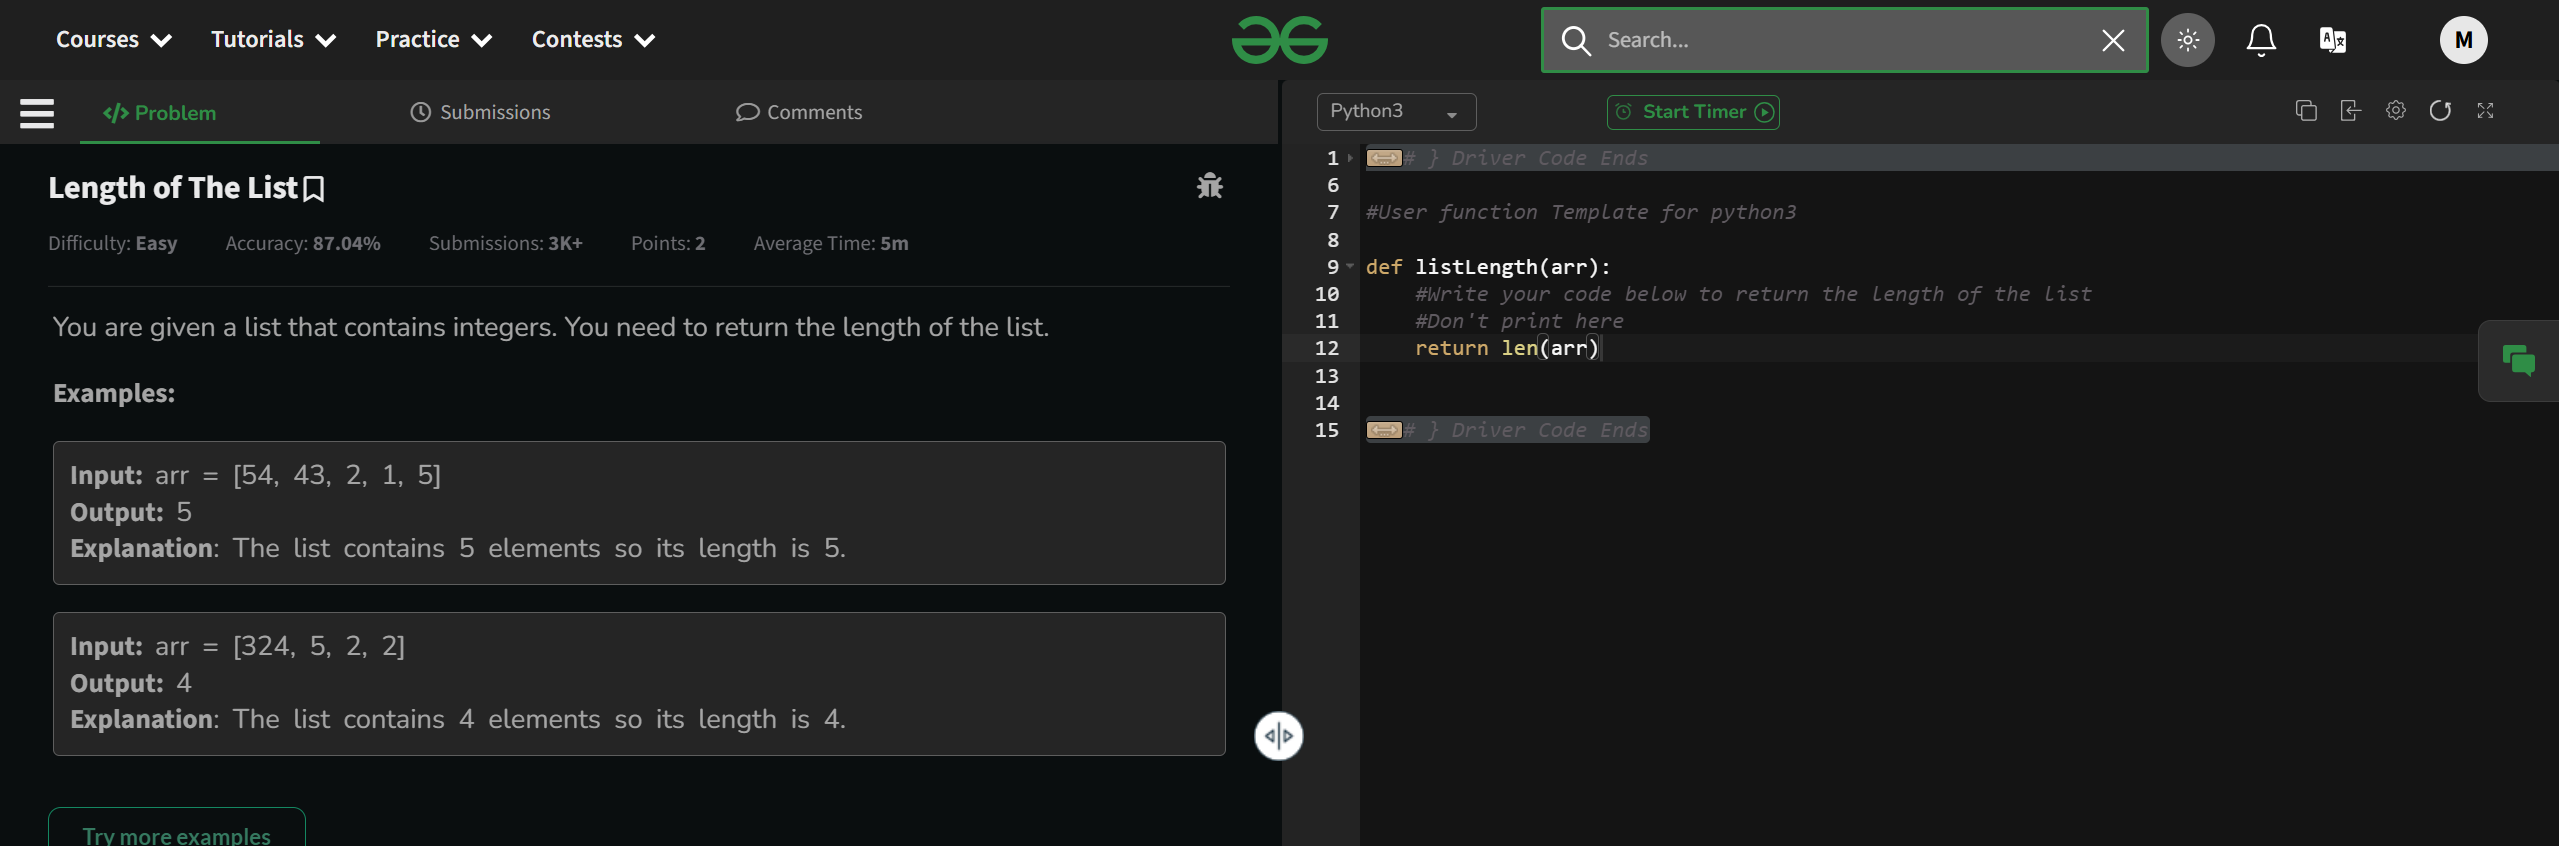 Courses Tutorials Practice Contests Search... M
Problem Submissions Comments
Python3 Start Timer
Length of The List
Difficulty: Easy Accuracy: 87.04% Submissions: 3K+ Points: 2 Average Time: 5m
You are given a list that contains integers. You need to return the length of the list.
Examples:
Input: arr = [54, 43, 2, 1, 5]
Output: 5
Explanation: The list contains 5 elements so its length is 5.
Input: arr = [324, 5, 2, 2]
Output: 4
Explanation: The list contains 4 elements so its length is 4.
Try more examples
1 # } Driver Code Ends
6
7 #User function Template for python3
8
9 def listLength(arr):
10 #Write your code below to return the length of the list
11 #Don't print here
12 return len(arr)
13
14
15 # } Driver Code Ends